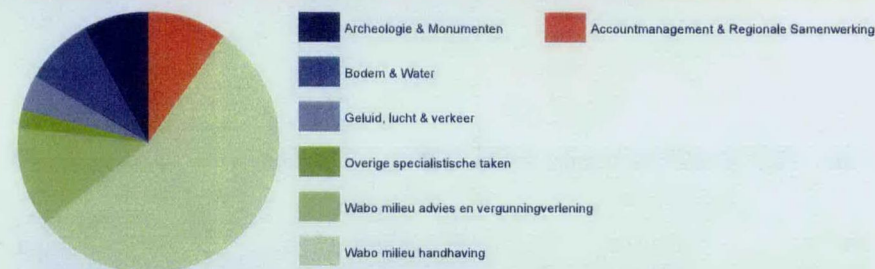 Archeologie & Monumenten
Accountmanagement & Regionale Samenwerking
Bodem & Water
Geluid, lucht & verkeer
Overige specialistische taken
Wabo milieu advies en vergunningverlening
Wabo milieu handhaving